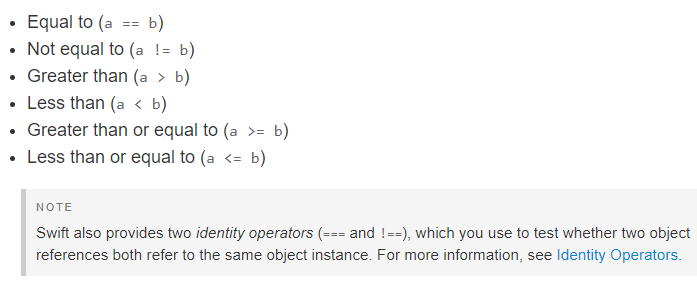 • Equal to (a == b)
• Not equal to (a != b)
• Greater than (a > b)
• Less than (a < b)
• Greater than or equal to (a >= b)
• Less than or equal to (a <= b)
NOTE
Swift also provides two identity operators (=== and !==), which you use to test whether two object
references both refer to the same object instance. For more information, see Identity Operators.